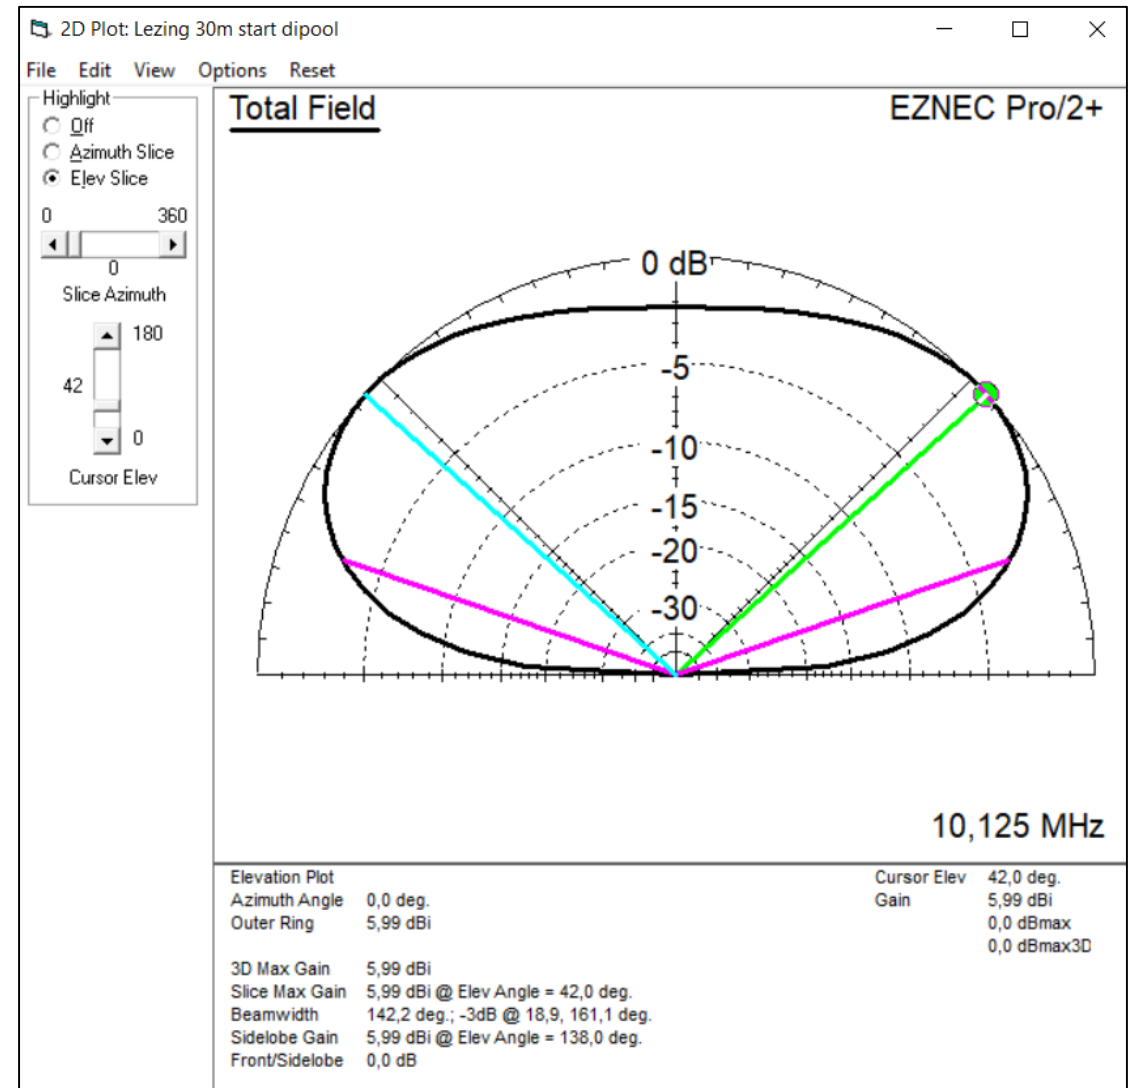 2D Plot: Lezing 30m start dipool
File Edit View Options Reset
Highlight
Off
Azimuth Slice
Elev Slice
0 360
0
Slice Azimuth
180
42
0
Cursor Elev
Total Field
EZNEC Pro/2+
0 dB
-5
-10
-15
-20
-30
10,125 MHz
Elevation Plot
Azimuth Angle 0,0 deg.
Outer Ring 5,99 dBi
3D Max Gain 5,99 dBi
Slice Max Gain 5,99 dBi @ Elev Angle = 42,0 deg.
Beamwidth 142,2 deg.; -3dB @ 18,9, 161,1 deg.
Sidelobe Gain 5,99 dBi @ Elev Angle = 138,0 deg.
Front/Sidelobe 0,0 dB
Cursor Elev 42,0 deg.
Gain 5,99 dBi
0,0 dBmax
0,0 dBmax3D